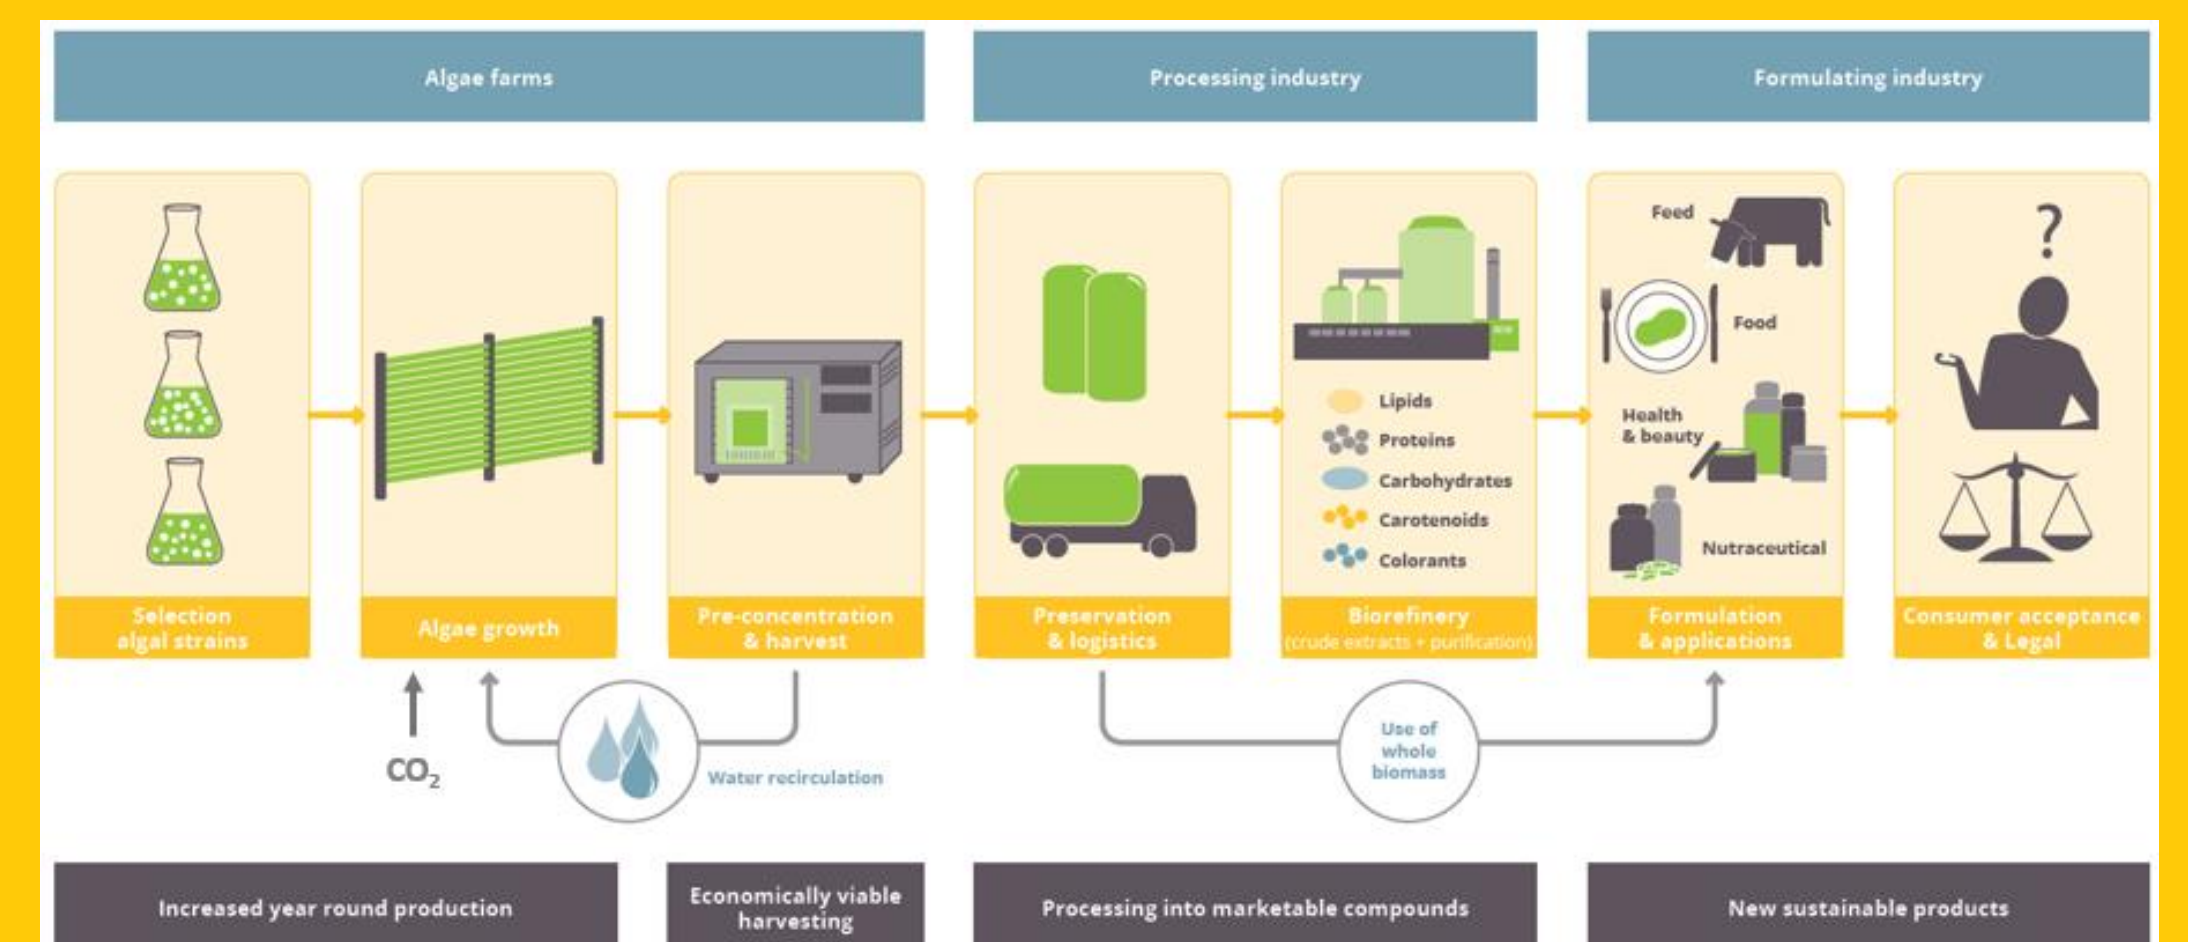 Algae farms
Processing industry
Formulating industry
Feed
Food
Health
& beauty
Nutraceutical
?
Lipids
Proteins
Carbohydrates
Carotenoids
Colorants
Selection
algal strains
Algae growth
Pre-concentration
& harvest
Preservation
& logistics
Biorefinery
(crude extracts + purification)
Formulation
& applications
Consumer acceptance
& Legal
CO₂
Water recirculation
Use of
whole
biomass
Increased year round production
Economically viable
harvesting
Processing into marketable compounds
New sustainable products